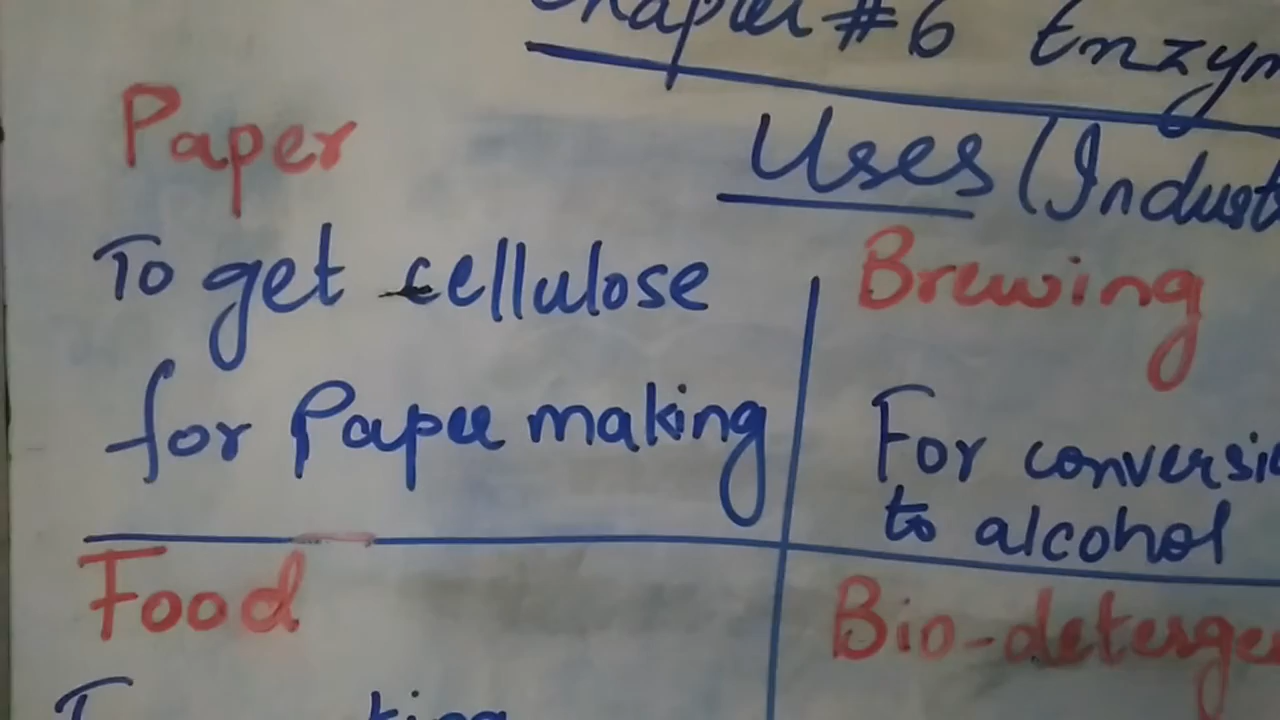 Chapter #6 Enzym
Uses (Indust
Paper
To get cellulose
for Paper making
Brewing
For conversi
to alcohol
Food
Bio-deterge